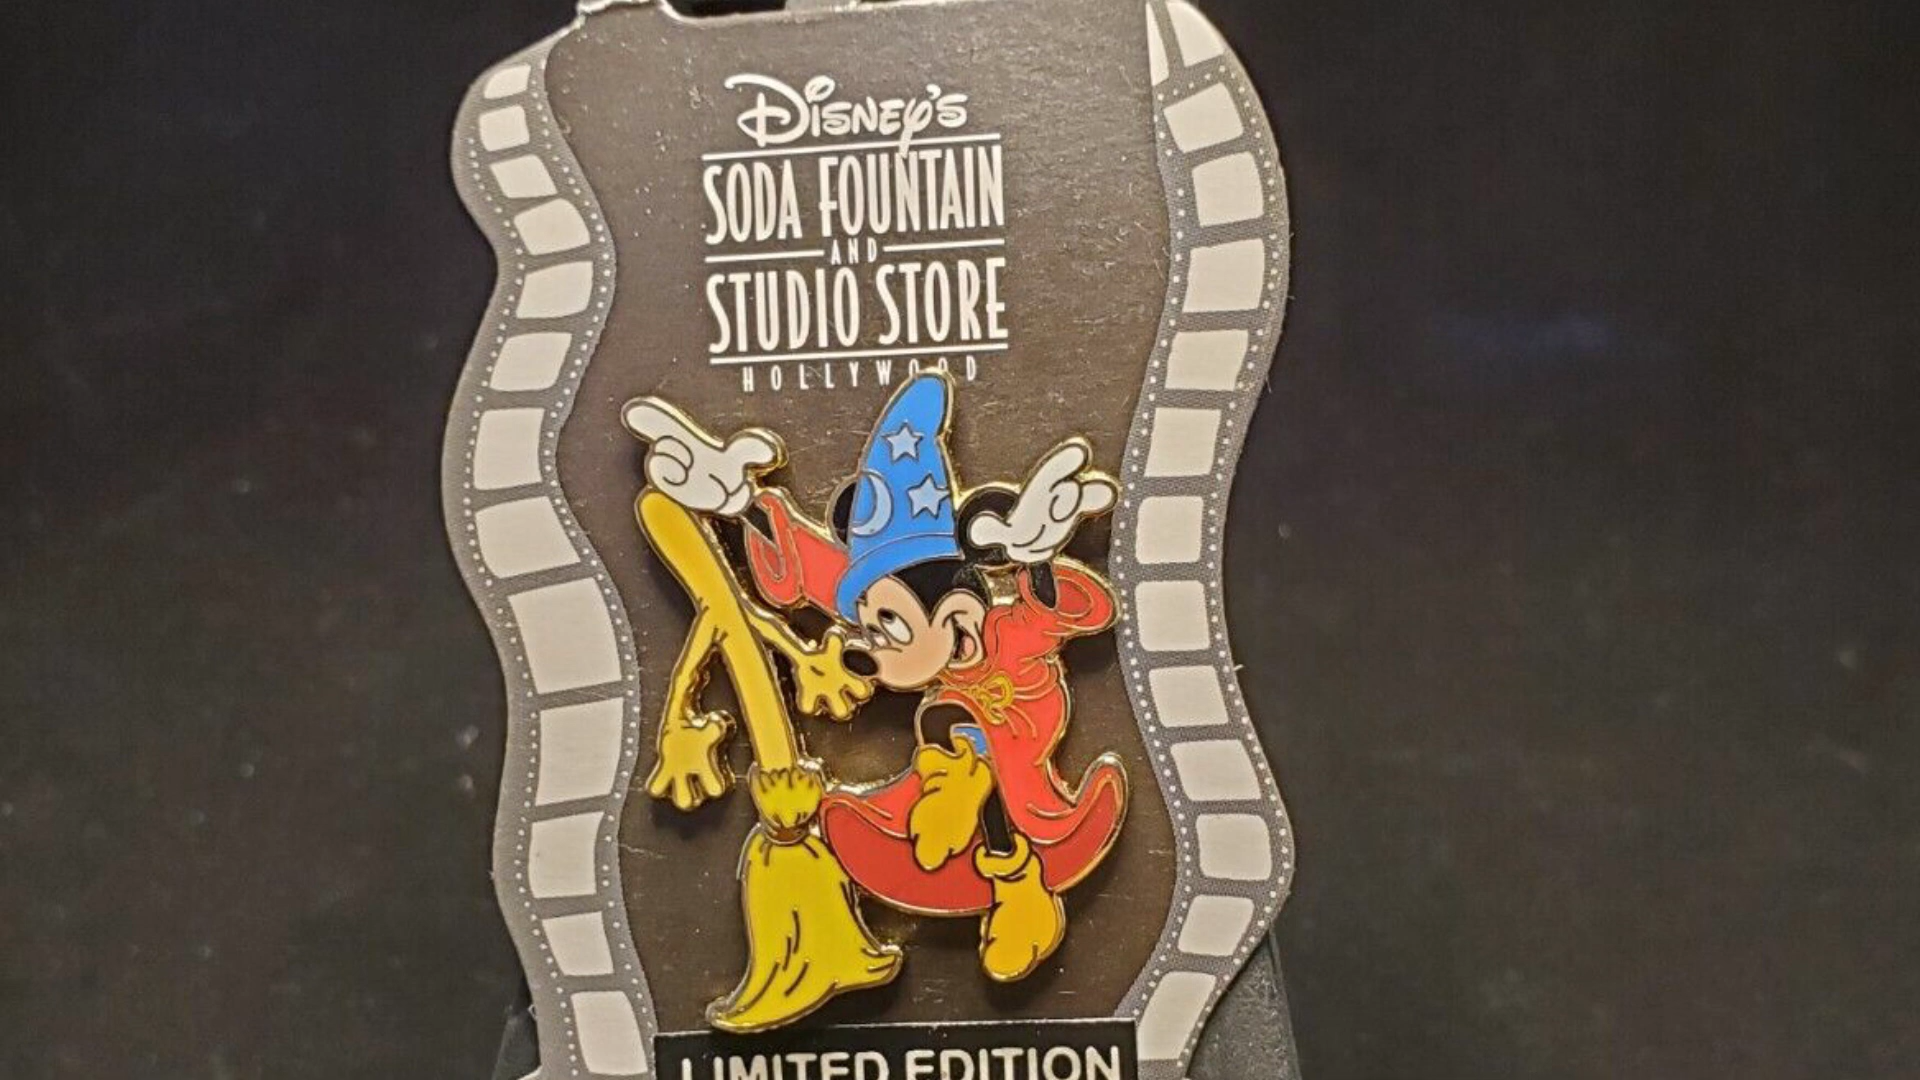 Disney's
SODA FOUNTAIN
AND
STUDIO STORE
HOLLYWOOD
LIMITED EDITION